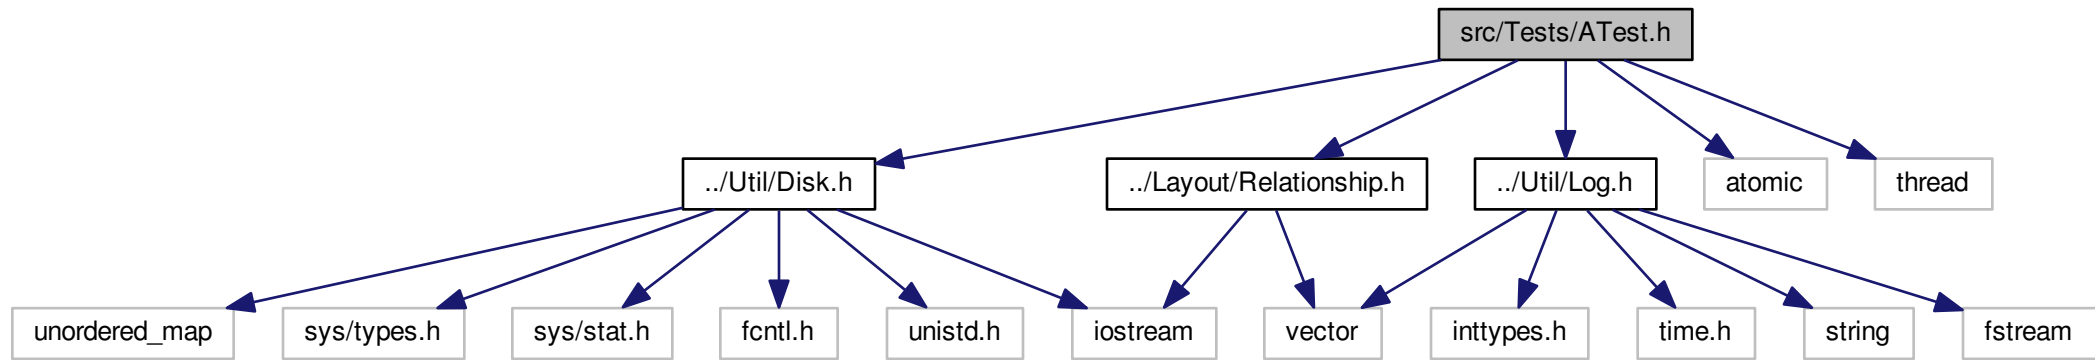 src/Tests/ATest.h
../Util/Disk.h
../Layout/Relationship.h
../Util/Log.h
atomic
thread
unordered_map
sys/types.h
sys/stat.h
fcntl.h
unistd.h
iostream
vector
inttypes.h
time.h
string
fstream